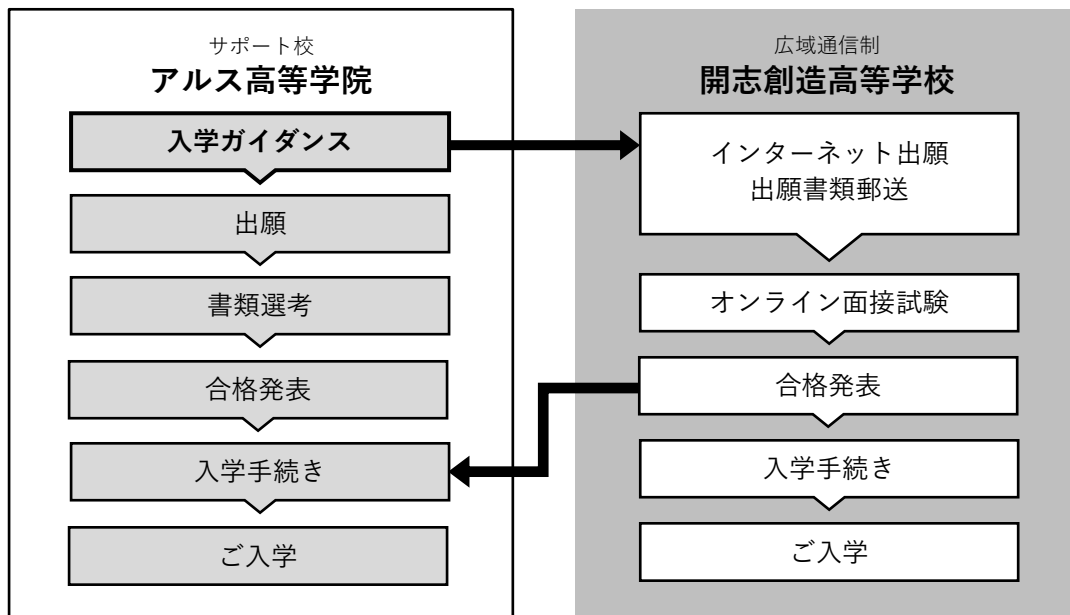 サポート校
アルス高等学院
入学ガイダンス
出願
書類選考
合格発表
入学手続き
ご入学
広域通信制
開志創造高等学校
インターネット出願
出願書類郵送
オンライン面接試験
合格発表
入学手続き
ご入学